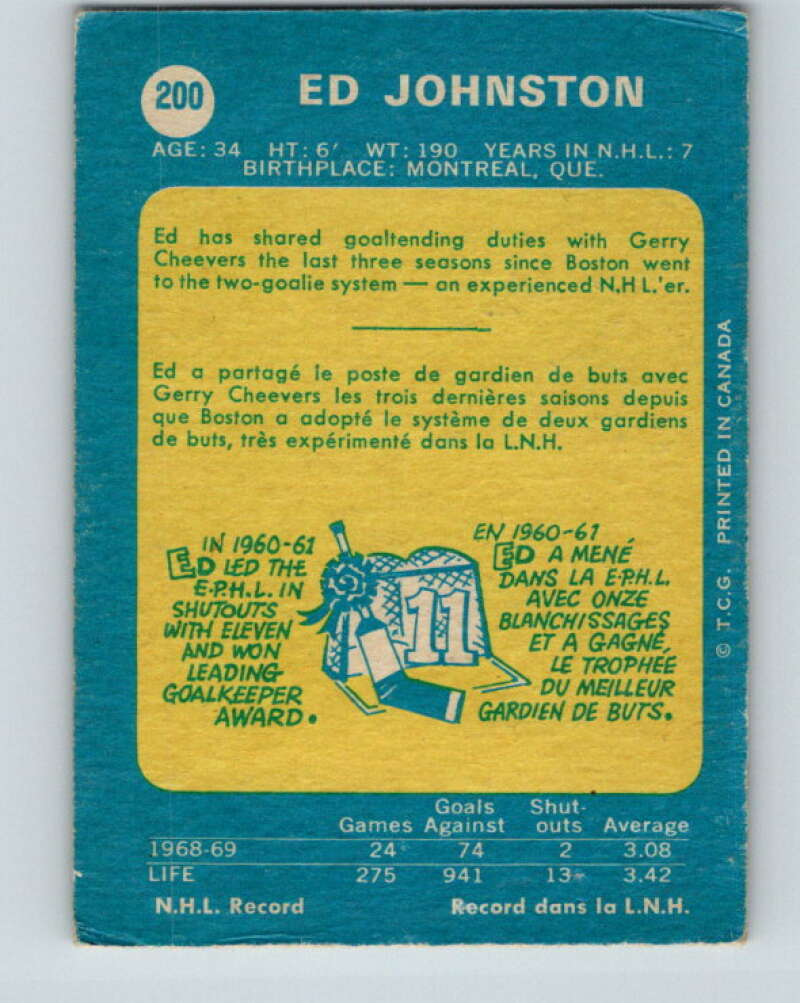 200
ED JOHNSTON
AGE: 34 HT: 6' WT: 190 YEARS IN N.H.L.: 7
BIRTHPLACE: MONTREAL, QUE.
Ed has shared goaltending duties with Gerry
Cheevers the last three seasons since Boston went
to the two-goalie system — an experienced N.H L.'er.
Ed a partagé le poste de gardien de buts avec
Gerry Cheevers les trois dernières saisons depuis
que Boston a adopté le système de deux gardiens
de buts, très expérimenté dans la L.N.H.
IN 1960-61
ED LED THE
E.P.H.L. IN
SHUTOUTS
WITH ELEVEN
AND WON
LEADING
GOALKEEPER
AWARD.
11
EN 1960-61
ED A MENÉ
DANS LA E.P.H.L.
AVEC ONZE
BLANCHISSAGES
ET A GAGNÉ
LE TROPHÉE
DU MEILLEUR
GARDIEN DE BUTS.
© T.C.G. PRINTED IN CANADA
Goals Shut-
Games Against outs Average
1968-69 24 74 2 3.08
LIFE 275 941 13 3.42
N.H.L. Record Record dans la L.N.H.